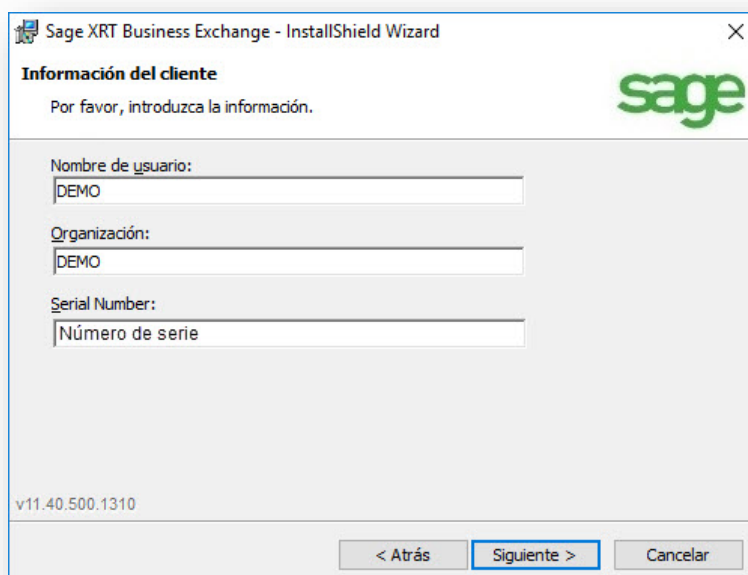 Sage XRT Business Exchange - InstallShield Wizard
Información del cliente
Por favor, introduzca la información.
sage
Nombre de usuario:
DEMO
Organización:
DEMO
Serial Number:
Número de serie
v11.40.500.1310
< Atrás
Siguiente >
Cancelar